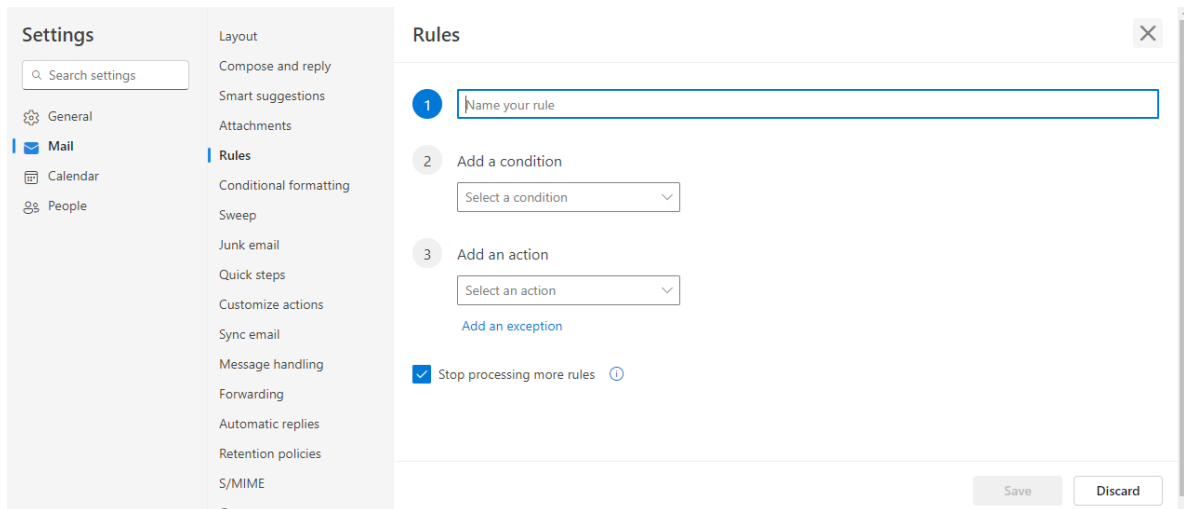 Settings
Search settings
General
Mail
Calendar
People
Layout
Compose and reply
Smart suggestions
Attachments
Rules
Conditional formatting
Sweep
Junk email
Quick steps
Customize actions
Sync email
Message handling
Forwarding
Automatic replies
Retention policies
S/MIME
Rules
1 Name your rule
2 Add a condition
Select a condition
3 Add an action
Select an action
Add an exception
Stop processing more rules
Save Discard